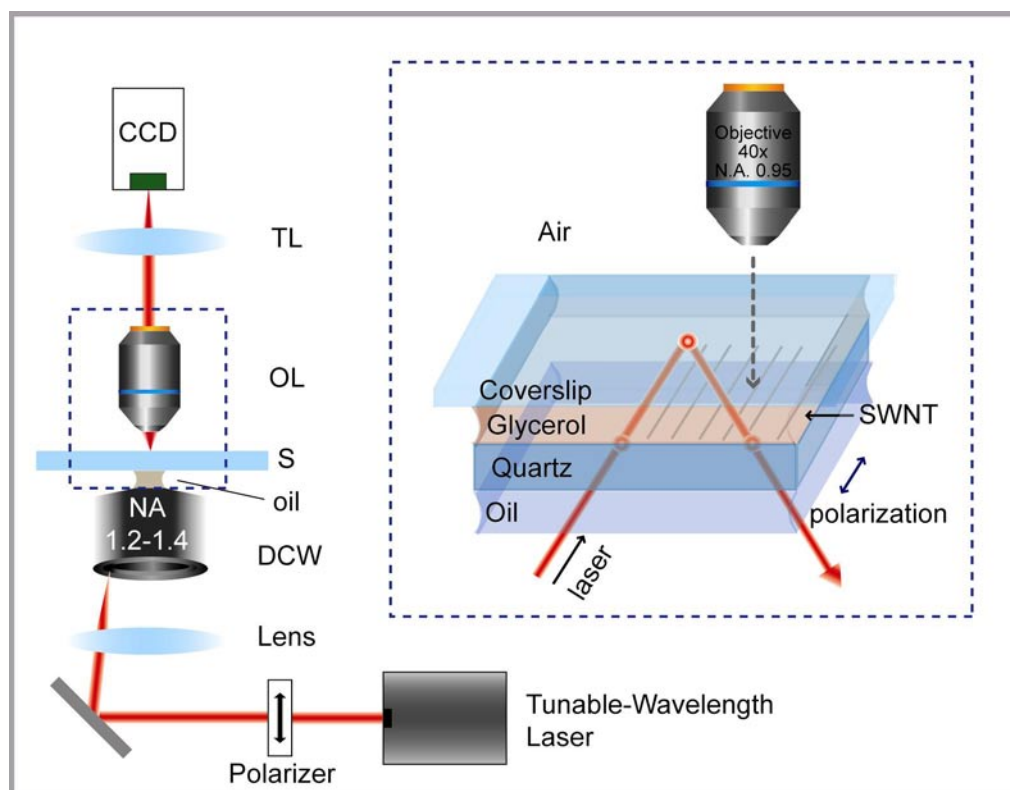 CCD
TL
OL
S
oil
NA
1.2-1.4
DCW
Lens
Tunable-Wavelength
Laser
Polarizer
Objective
40x
N.A. 0.95
Air
Coverslip
Glycerol
SWNT
Quartz
Oil
polarization
laser